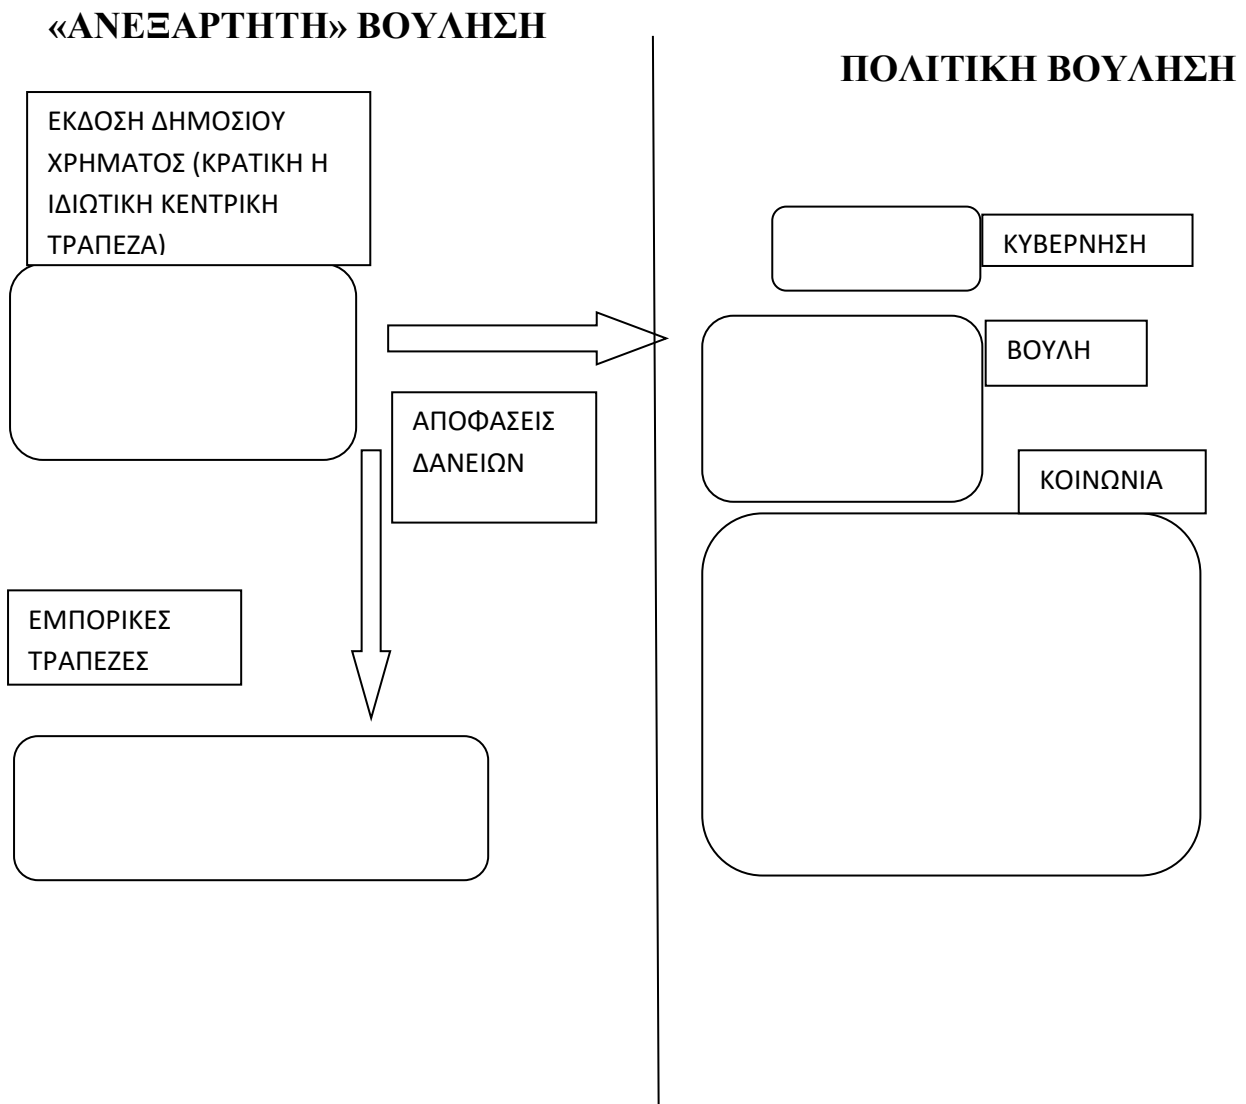 «ΑΝΕΞΑΡΤΗΤΗ» ΒΟΥΛΗΣΗ
ΠΟΛΙΤΙΚΗ ΒΟΥΛΗΣΗ
ΕΚΔΟΣΗ ΔΗΜΟΣΙΟΥ
ΧΡΗΜΑΤΟΣ (ΚΡΑΤΙΚΗ Η
ΙΔΙΩΤΙΚΗ ΚΕΝΤΡΙΚΗ
ΤΡΑΠΕΖΑ)
ΚΥΒΕΡΝΗΣΗ
ΒΟΥΛΗ
ΑΠΟΦΑΣΕΙΣ
ΔΑΝΕΙΩΝ
ΚΟΙΝΩΝΙΑ
ΕΜΠΟΡΙΚΕΣ
ΤΡΑΠΕΖΕΣ